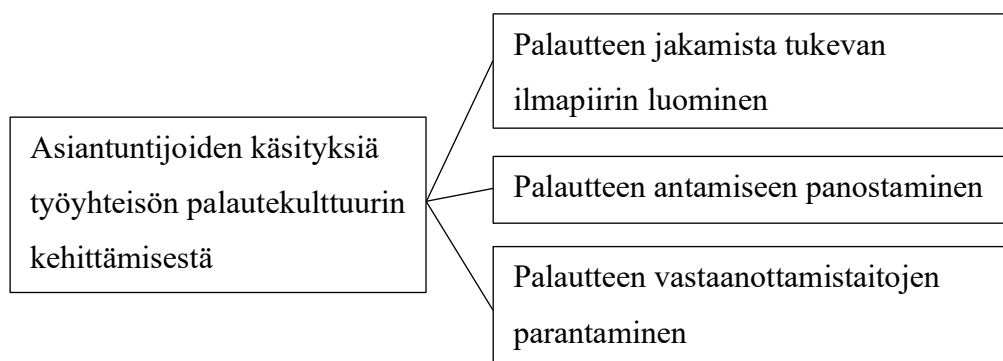 Asiantuntijoiden käsityksiä
työyhteisön palautekulttuurin
kehittämisestä
Palautteen jakamista tukevan
ilmapiirin luominen
Palautteen antamiseen panostaminen
Palautteen vastaanottamistaitojen
parantaminen